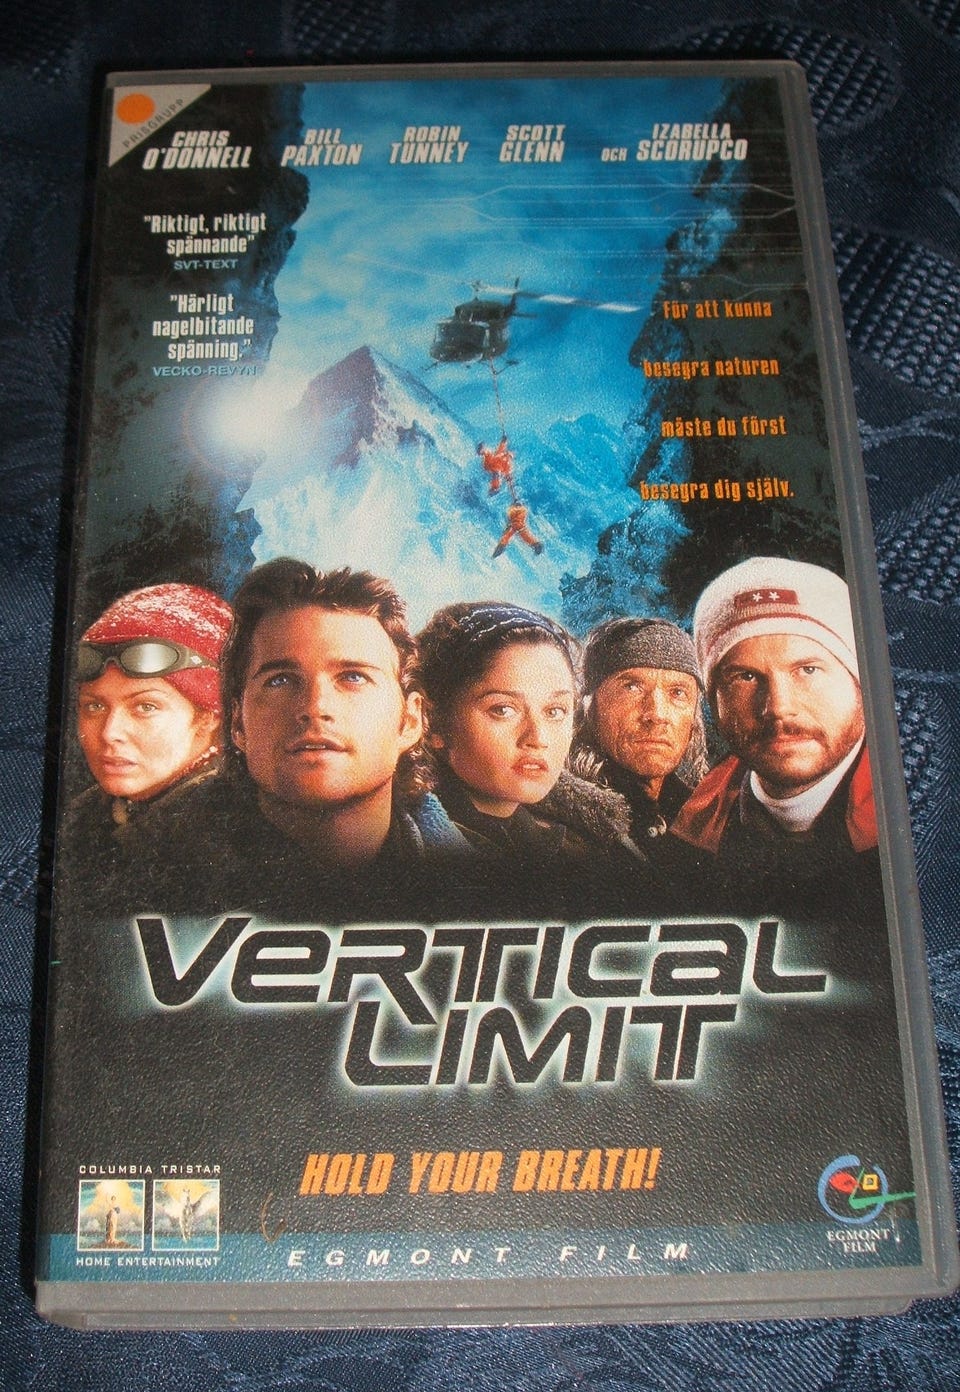 PRISGRUPP
CHRIS
O'DONNELL
BILL
PAXTON
ROBIN
TUNNEY
SCOTT
GLENN
OCH
IZABELLA
SCORUPCO
"Riktigt, riktigt
spännande"
SVT-TEXT
"Härligt
nagelbitande
spänning."
VECKO-REVYN
För att kunna
besegra naturen
måste du först
besegra dig själv.
VERTICAL
LIMIT
HOLD YOUR BREATH!
COLUMBIA TRISTAR
HOME ENTERTAINMENT
EGMONT FILM
EGMONT
FILM